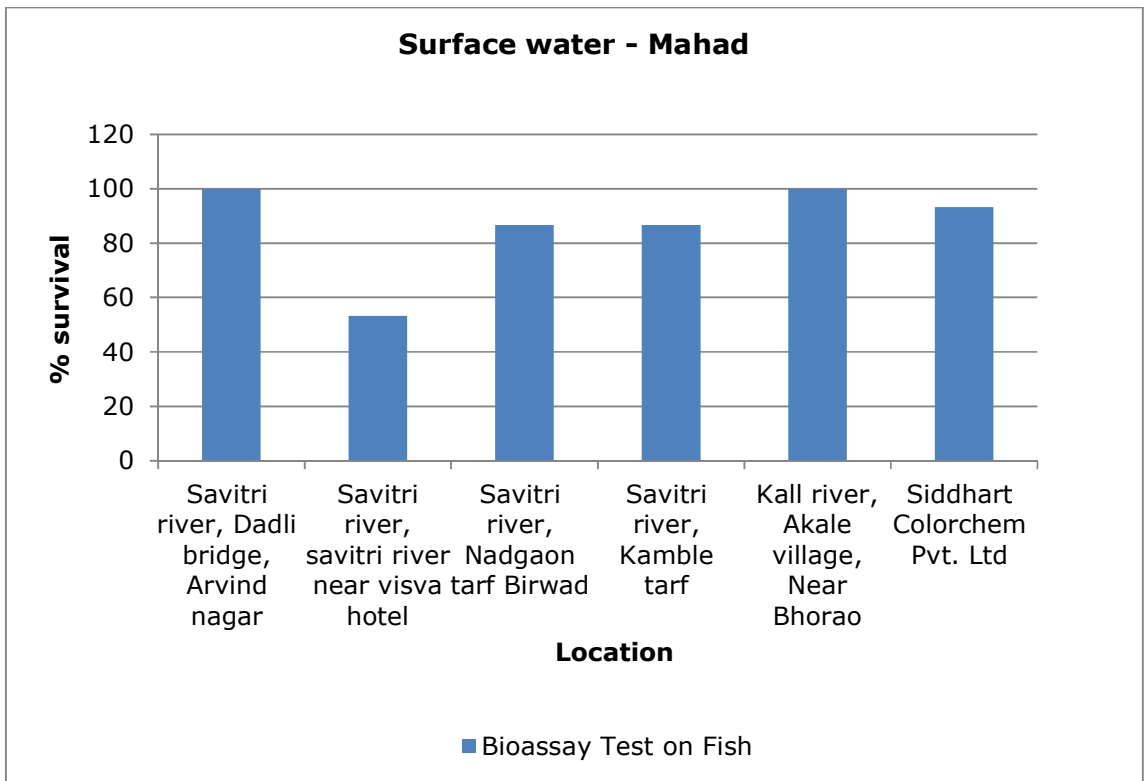 Surface water - Mahad
120
100
80
60
40
20
0
% survival
Savitri
river, Dadli
bridge,
Arvind
nagar
Savitri
river,
savitri river
near visva
hotel
Savitri
river,
Nadgaon
tarf Birwad
Savitri
river,
Kamble
tarf
Kall river,
Akale
village,
Near
Bhorao
Siddhart
Colorchem
Pvt. Ltd
Location
Bioassay Test on Fish